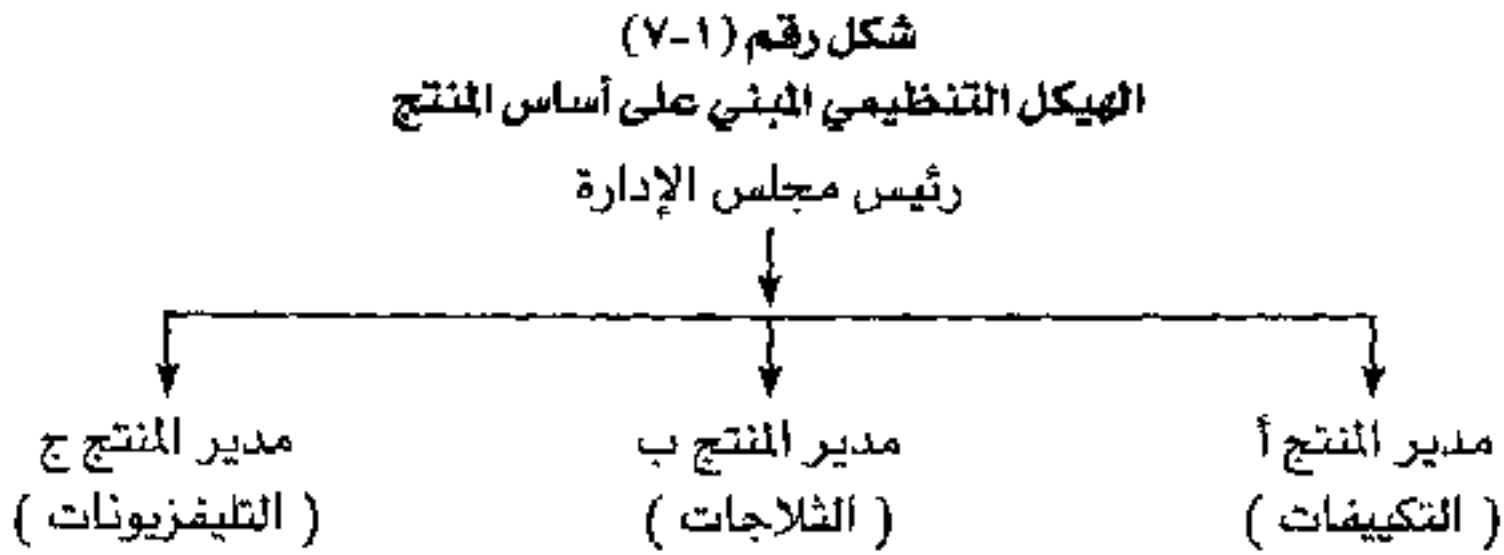 شكل رقم (١-٧)
الهيكل التنظيمي المبني على أساس المنتج
رئيس مجلس الإدارة
مدير المنتج أ
( التكييفات )
مدير المنتج ب
( الثلاجات )
مدير المنتج ج
( التليفزيونات )